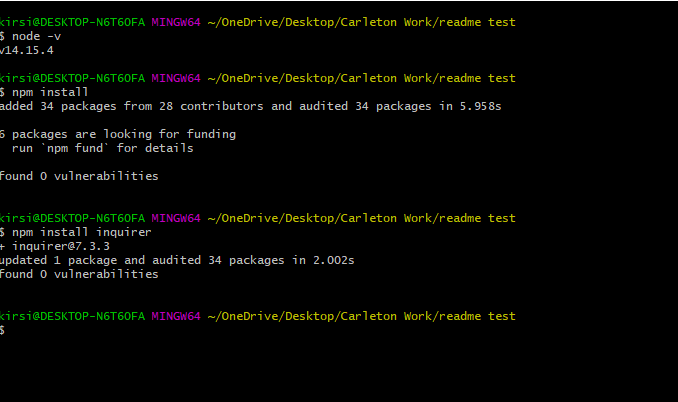 kirsi@DESKTOP-N6T6OFA MINGW64 ~/OneDrive/Desktop/Carleton Work/readme test
$ node -v
v14.15.4
kirsi@DESKTOP-N6T6OFA MINGW64 ~/OneDrive/Desktop/Carleton Work/readme test
$ npm install
added 34 packages from 28 contributors and audited 34 packages in 5.958s
6 packages are looking for funding
run `npm fund` for details
found 0 vulnerabilities
kirsi@DESKTOP-N6T6OFA MINGW64 ~/OneDrive/Desktop/Carleton Work/readme test
$ npm install inquirer
+ inquirer@7.3.3
updated 1 package and audited 34 packages in 2.002s
found 0 vulnerabilities
kirsi@DESKTOP-N6T6OFA MINGW64 ~/OneDrive/Desktop/Carleton Work/readme test
$